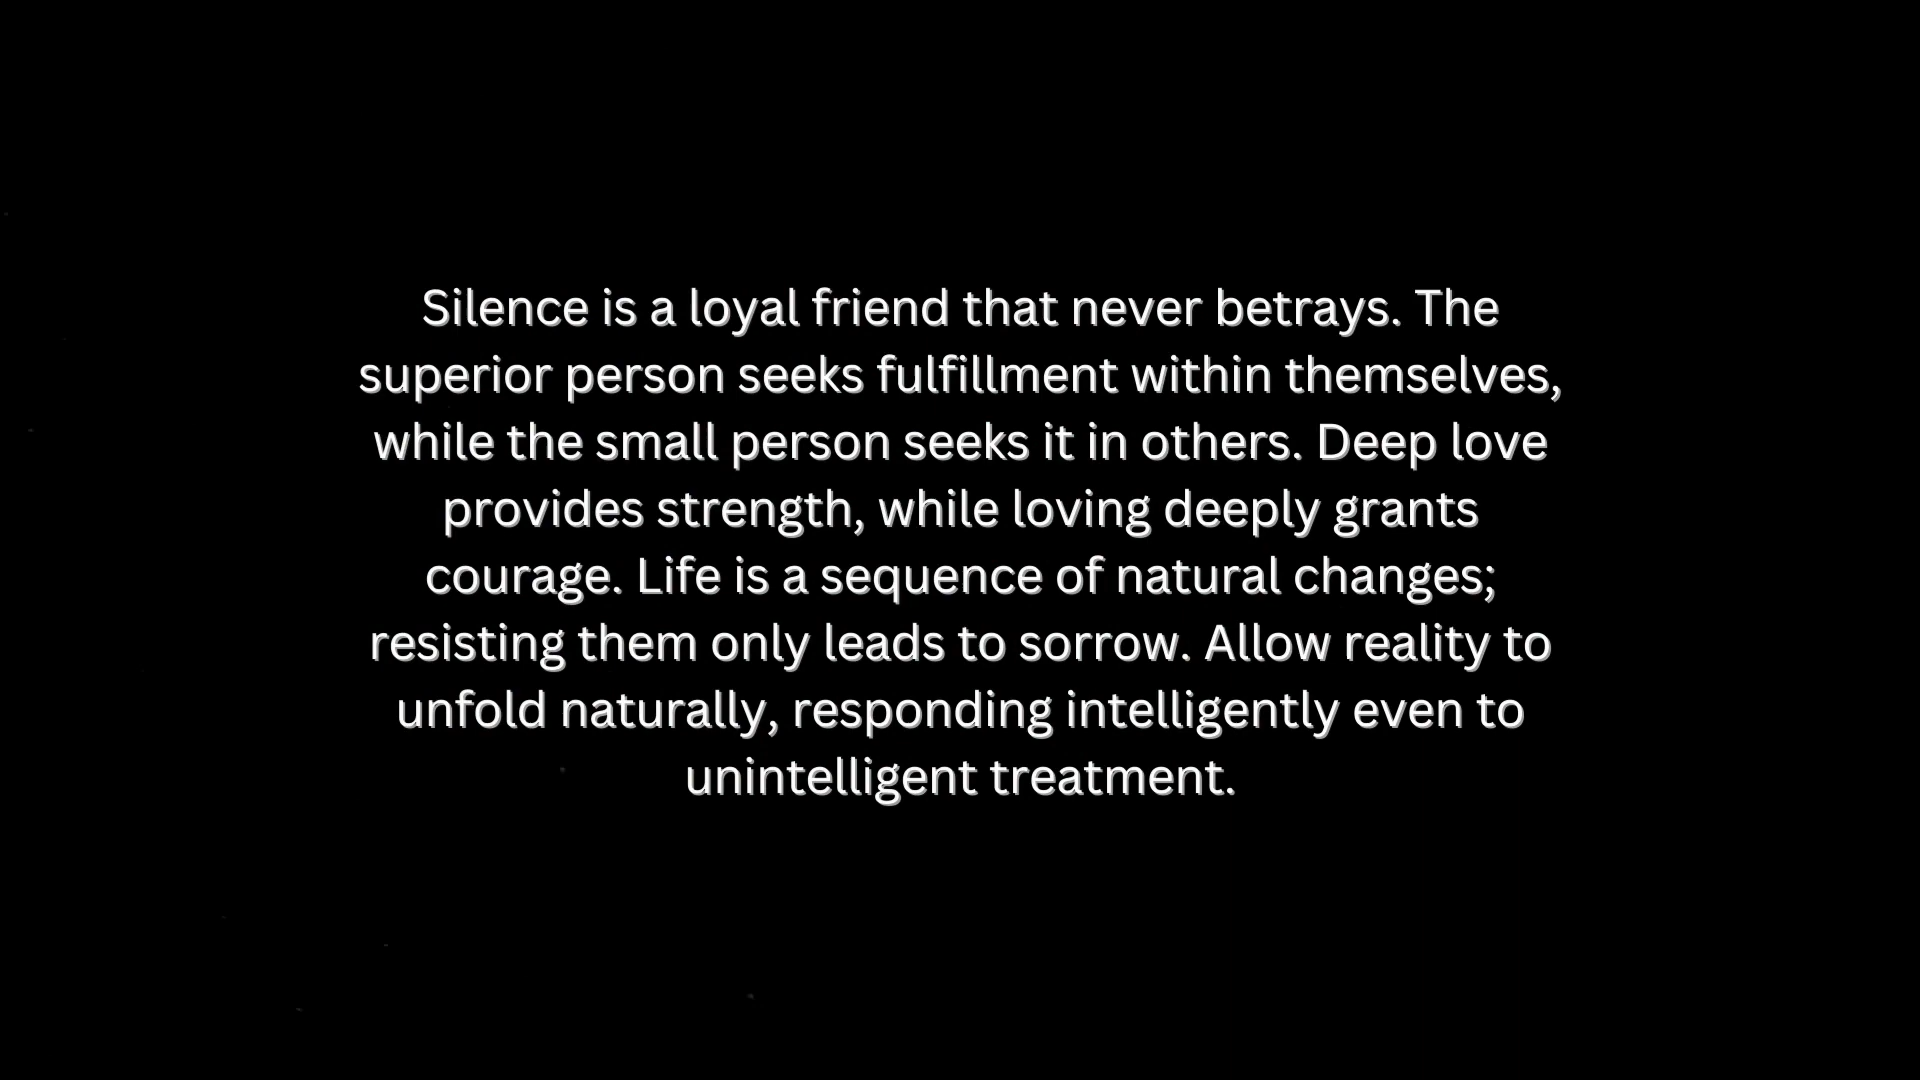 Silence is a loyal friend that never betrays. The
superior person seeks fulfillment within themselves,
while the small person seeks it in others. Deep love
provides strength, while loving deeply grants
courage. Life is a sequence of natural changes;
resisting them only leads to sorrow. Allow reality to
unfold naturally, responding intelligently even to
unintelligent treatment.